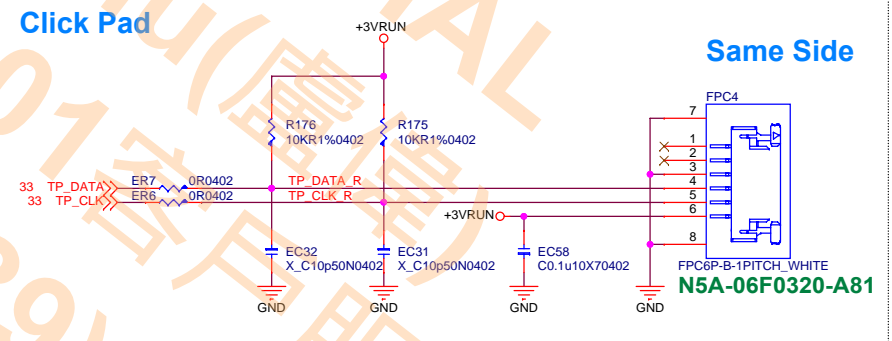 Click Pad
+3VRUN
Same Side
FPC4
7
R176
10KR1%0402
R175
10KR1%0402
1
2
3
33 TP_DATA
ER7
0R0402
TP_DATA_R
4
33 TP_CLK
ER6
0R0402
TP_CLK_R
5
+3VRUN
6
8
EC32
X_C10p50N0402
EC31
X_C10p50N0402
EC58
C0.1u10X70402
FPC6P-B-1PITCH_WHITE
N5A-06F0320-A81
GND
GND
GND
GND